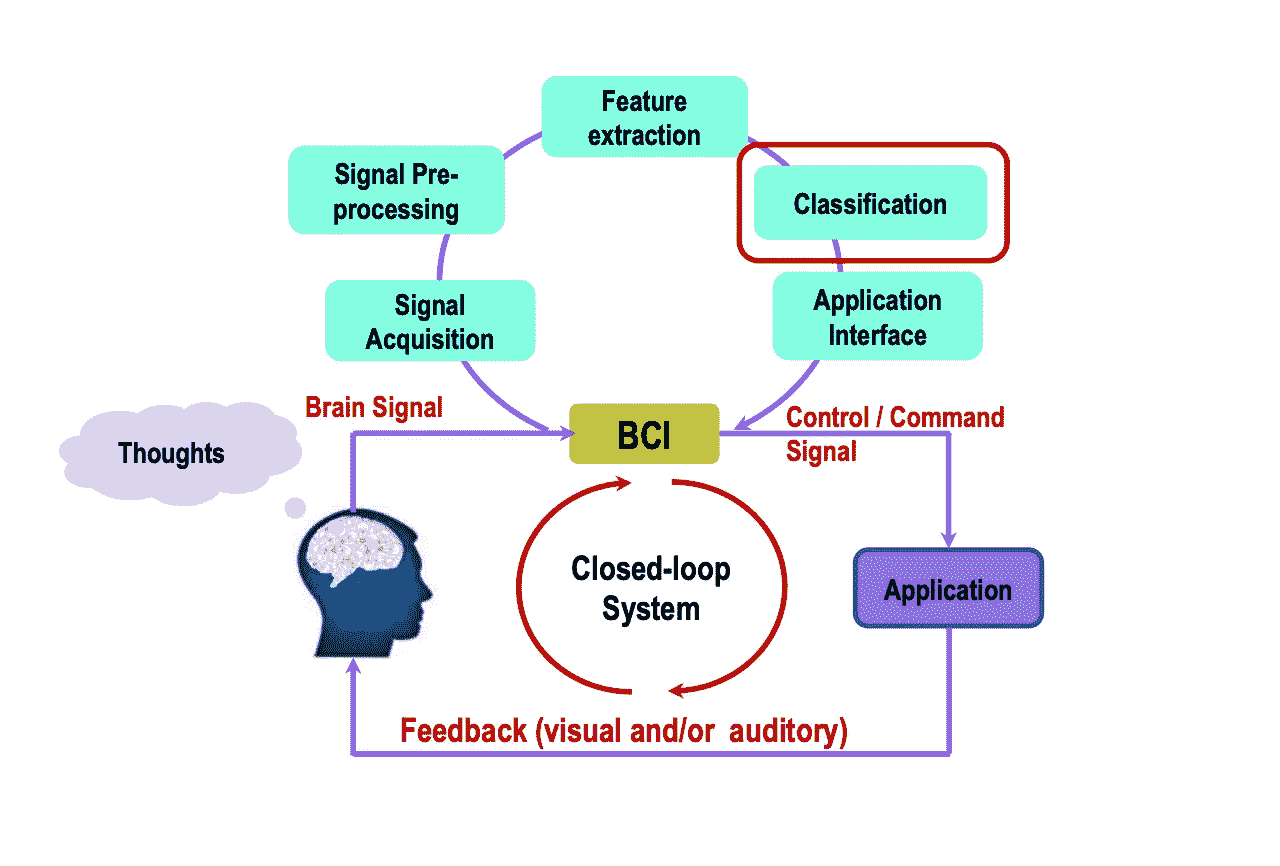 Feature
extraction
Signal Pre-
processing
Classification
Signal
Acquisition
Application
Interface
Brain Signal
BCI
Control / Command
Signal
Thoughts
Closed-loop
System
Application
Feedback (visual and/or auditory)